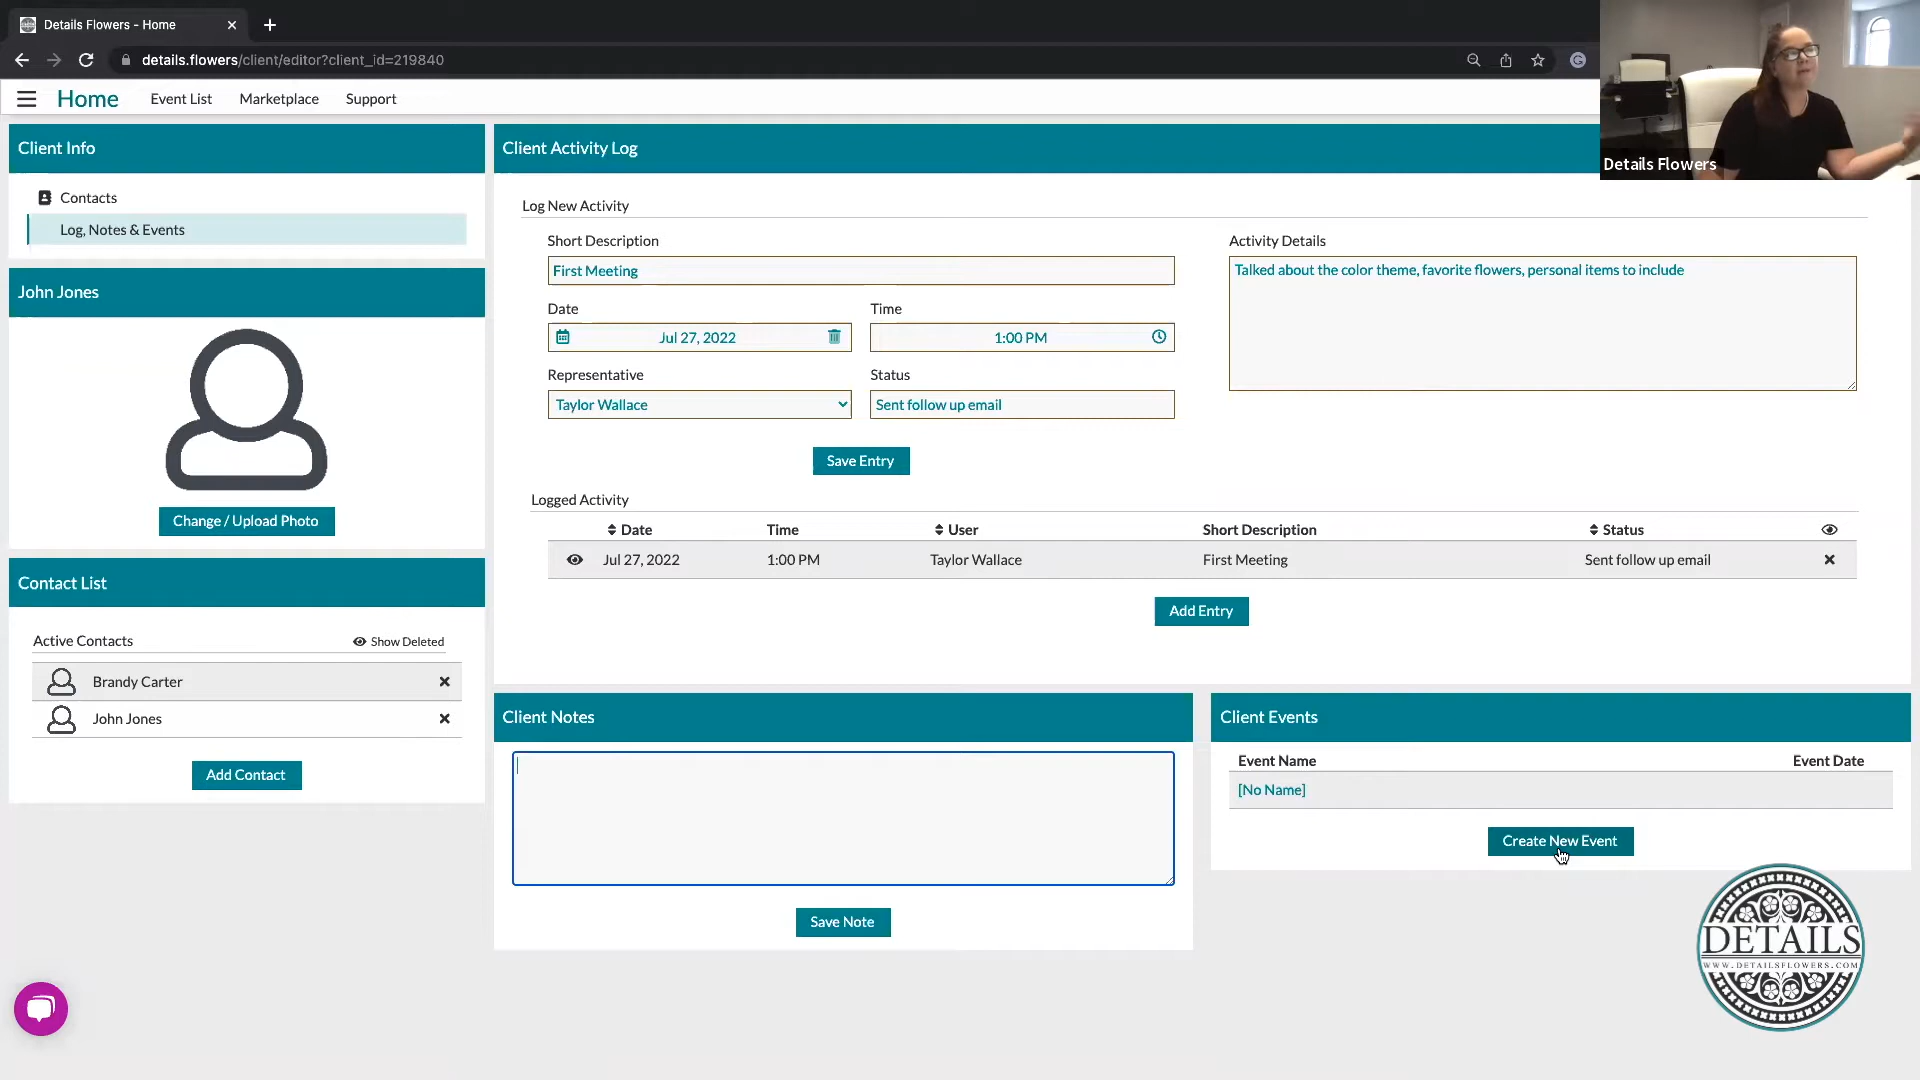 Details Flowers - Home
details.flowers/client/editor?client_id=219840
Home
Event List
Marketplace
Support
Details Flowers
Client Info
Contacts
Log, Notes & Events
John Jones
Change / Upload Photo
Contact List
Active Contacts
Show Deleted
Brandy Carter
John Jones
Add Contact
Client Activity Log
Log New Activity
Short Description
First Meeting
Date
Time
Jul 27, 2022
1:00 PM
Representative
Status
Taylor Wallace
Sent follow up email
Activity Details
Talked about the color theme, favorite flowers, personal items to include
Save Entry
Logged Activity
Date Time User Short Description Status
Jul 27, 2022 1:00 PM Taylor Wallace First Meeting Sent follow up email
Add Entry
Client Notes
Save Note
Client Events
Event Name Event Date
[No Name]
Create New Event
DETAILS
WWW.DETAILSFLOWERS.COM